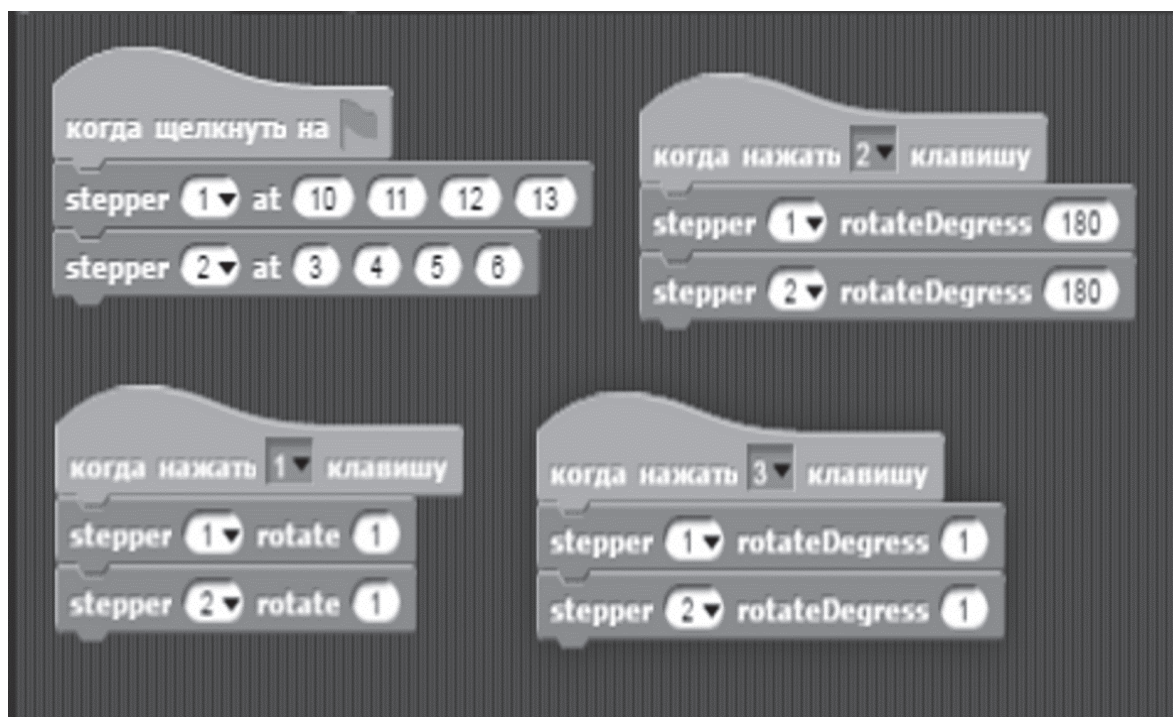 когда щелкнуть на
stepper 1 at 10 11 12 13
stepper 2 at 3 4 5 6
когда нажать 2 клавишу
stepper 1 rotateDegress 180
stepper 2 rotateDegress 180
когда нажать 1 клавишу
stepper 1 rotate 1
stepper 2 rotate 1
когда нажать 3 клавишу
stepper 1 rotateDegress 1
stepper 2 rotateDegress 1